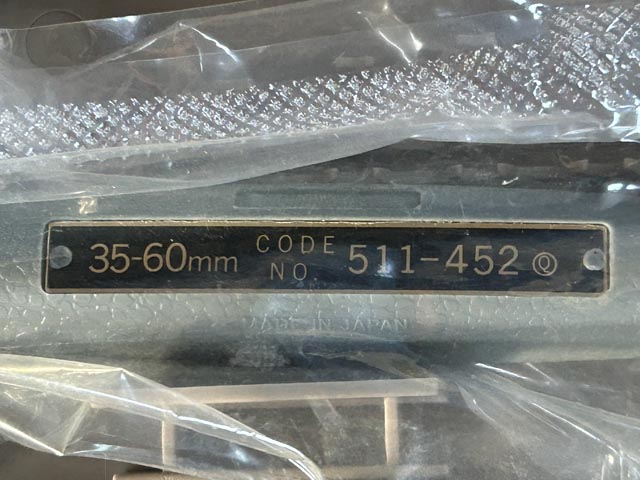 35-60mm CODE NO. 511-452 Q
MADE IN JAPAN